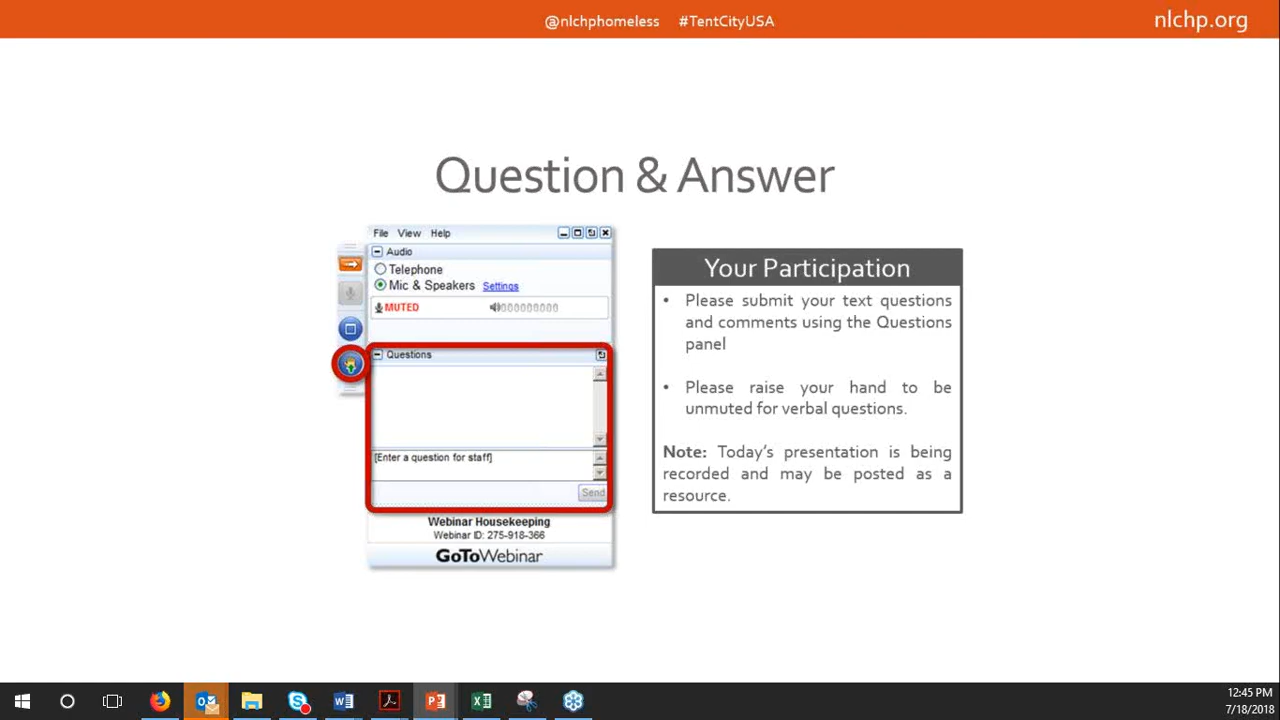 @nlchphomeless #TentCityUSA nlchp.org
Question & Answer
File View Help
Audio
Telephone
Mic & Speakers Settings
MUTED 000000000
Questions
[Enter a question for staff]
Send
Webinar Housekeeping
Webinar ID: 275-918-366
GoToWebinar
Your Participation
• Please submit your text questions
and comments using the Questions
panel
• Please raise your hand to be
unmuted for verbal questions.
Note: Today's presentation is being
recorded and may be posted as a
resource.
12:45 PM
7/18/2018